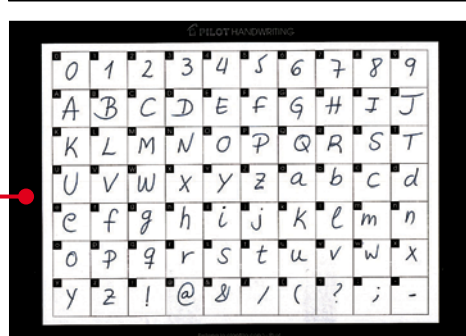 PILOT HANDWRITING
0 1 2 3 4 5 6 7 8 9
A B C D E F G H I J
K L M N O P Q R S T
U V W X Y Z a b c d
e f g h i j k l m n
o p q r s t u v w x
y z ! @ & / ( ? ; -